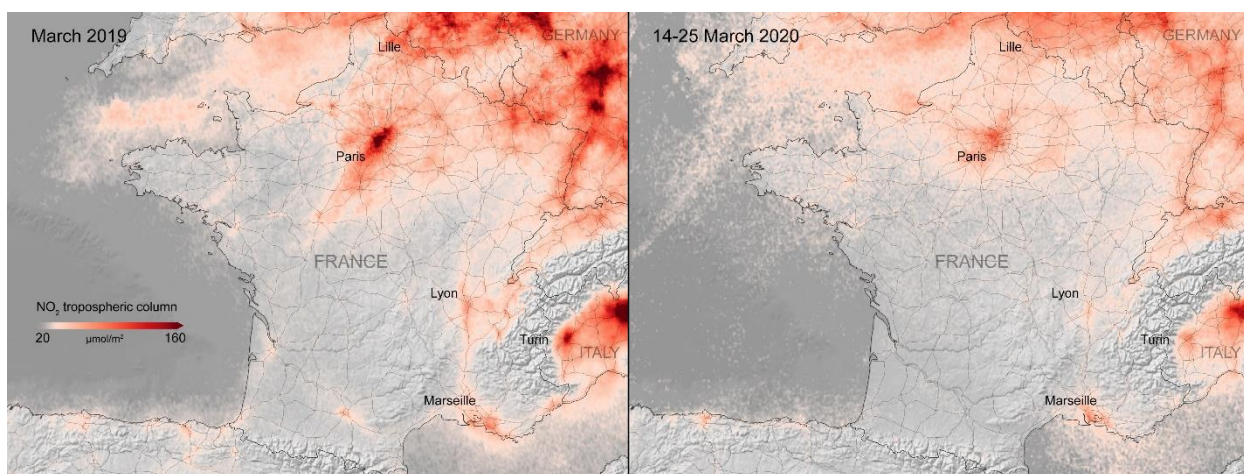 March 2019
Lille
GERMANY
Paris
FRANCE
NO₂ tropospheric column
20 µmol/m² 160
Lyon
Turin
ITALY
Marseille
14-25 March 2020
Lille
GERMANY
Paris
FRANCE
Lyon
Turin
ITALY
Marseille